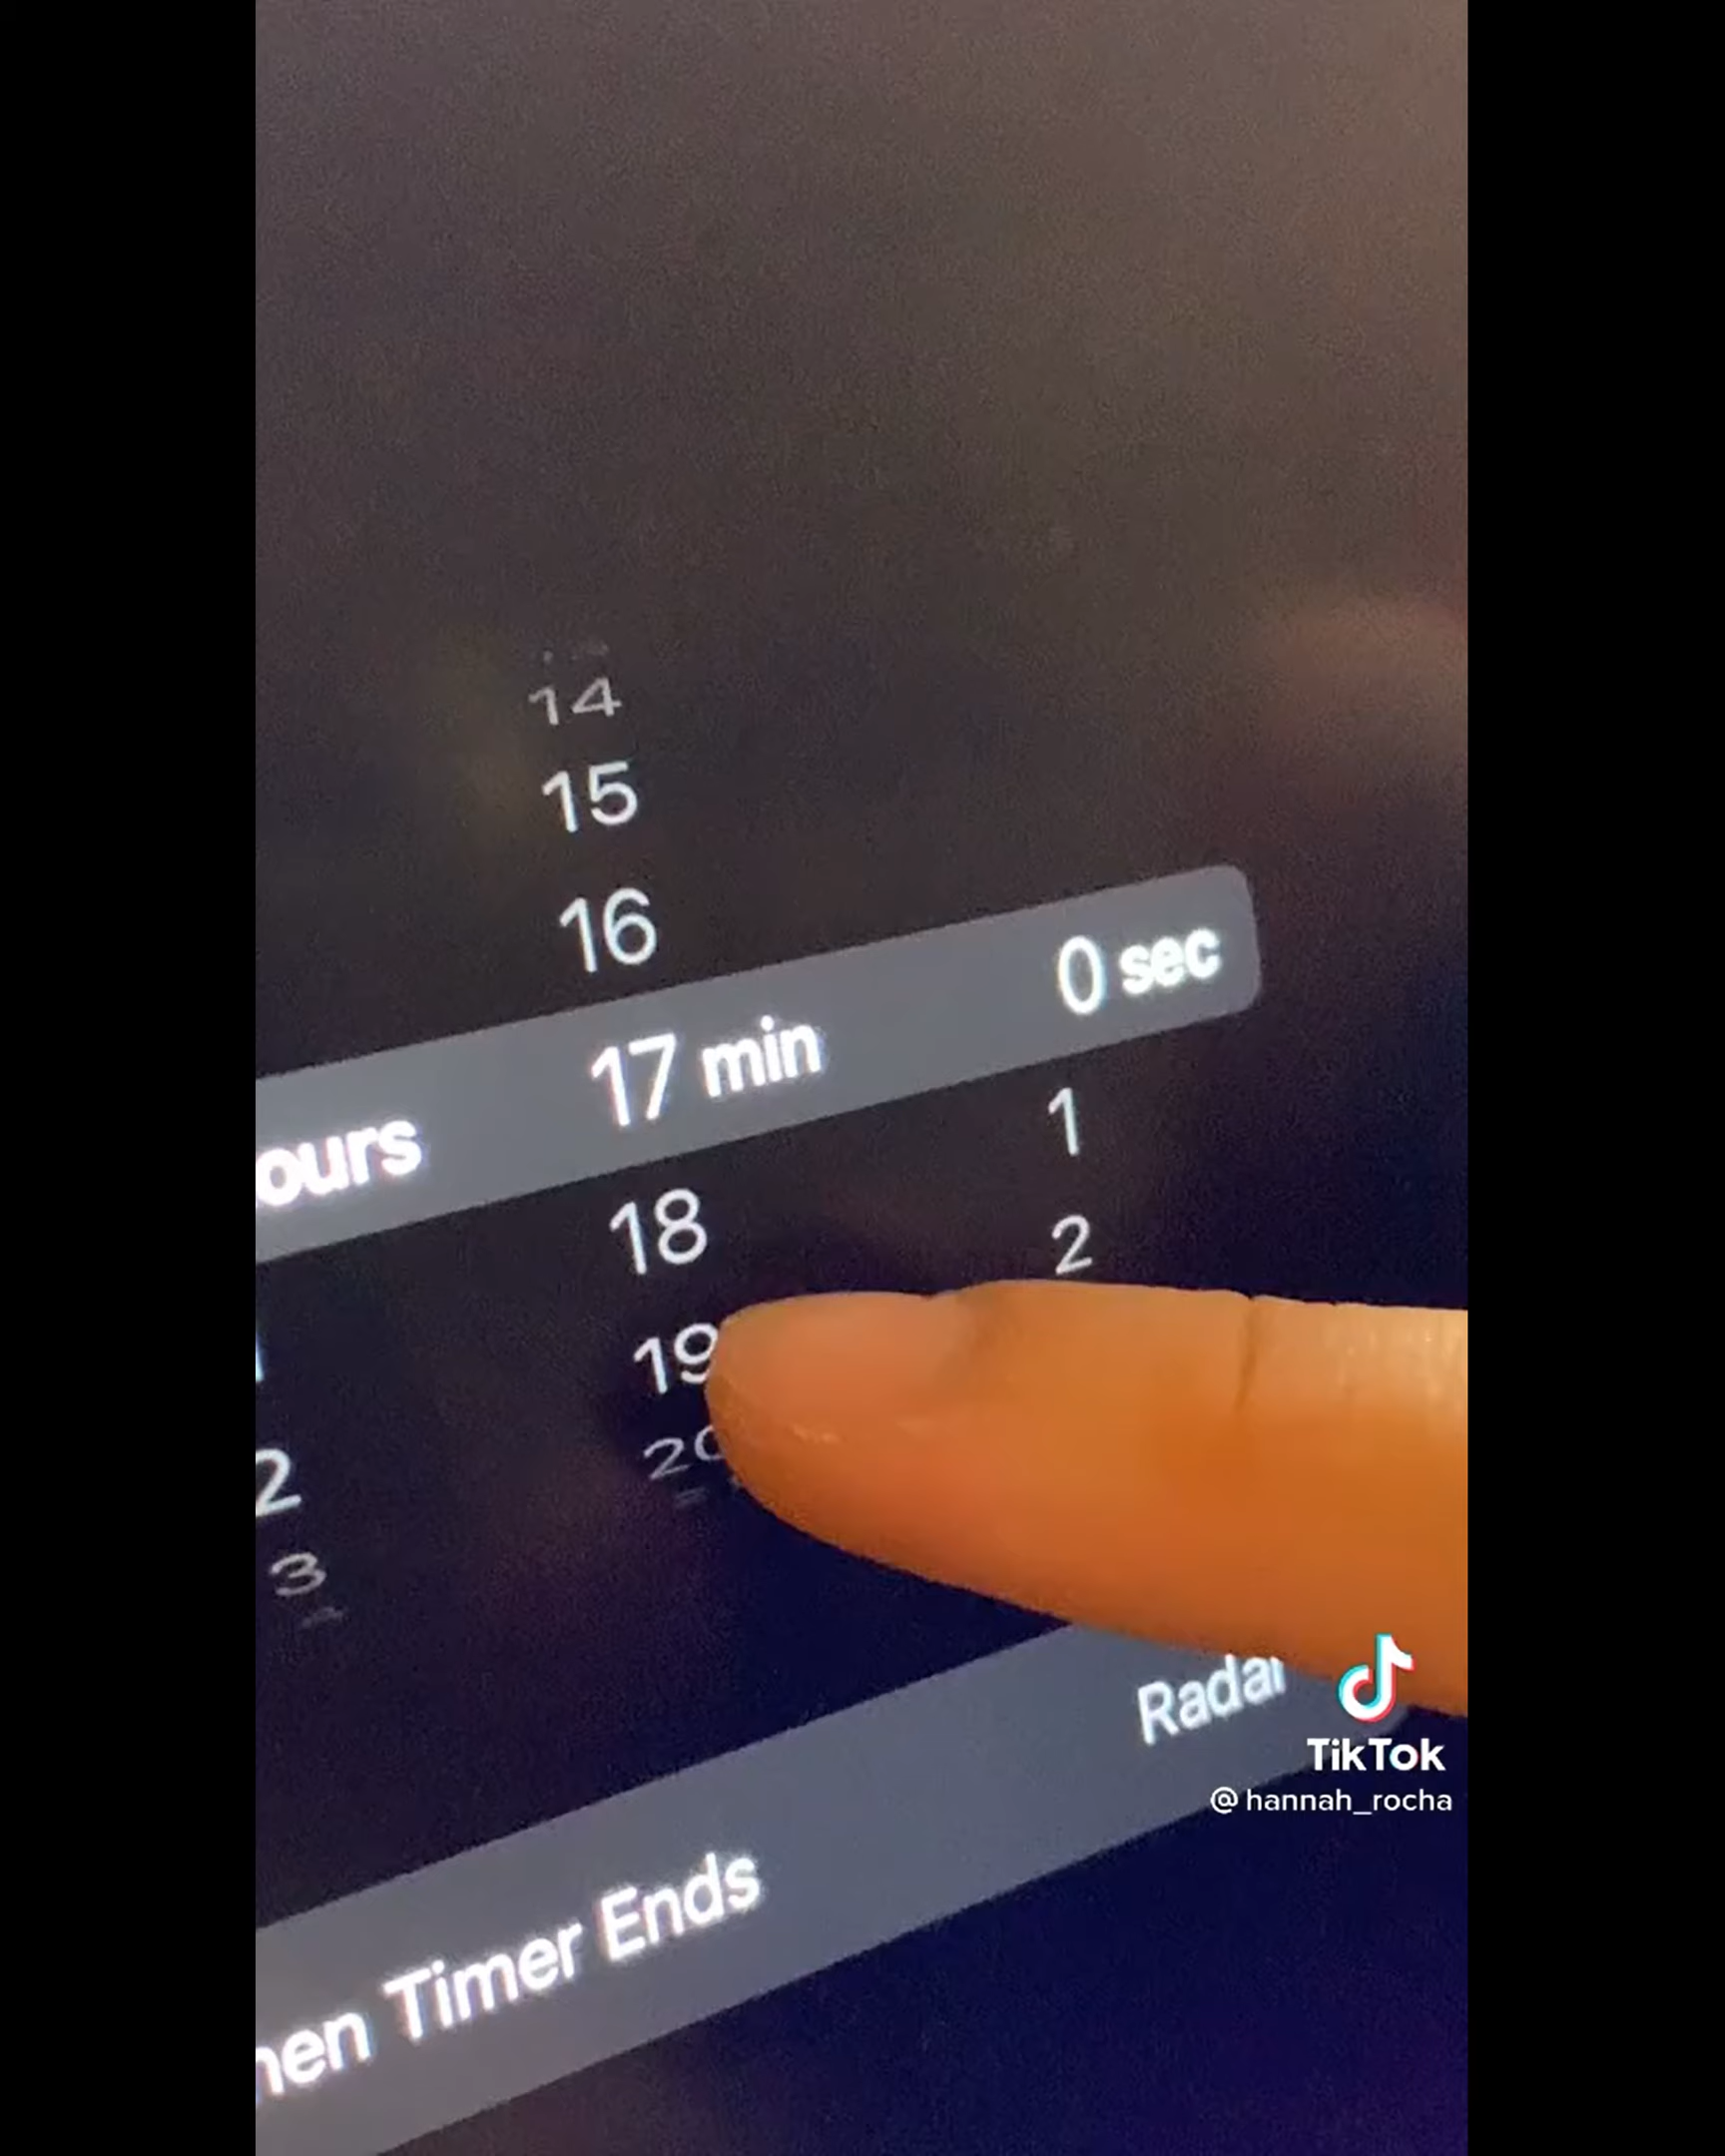 14
15
16
ours 17 min 0 sec
18 1
19 2
2
3
Radar
hen Timer Ends
TikTok
@hannah_rocha